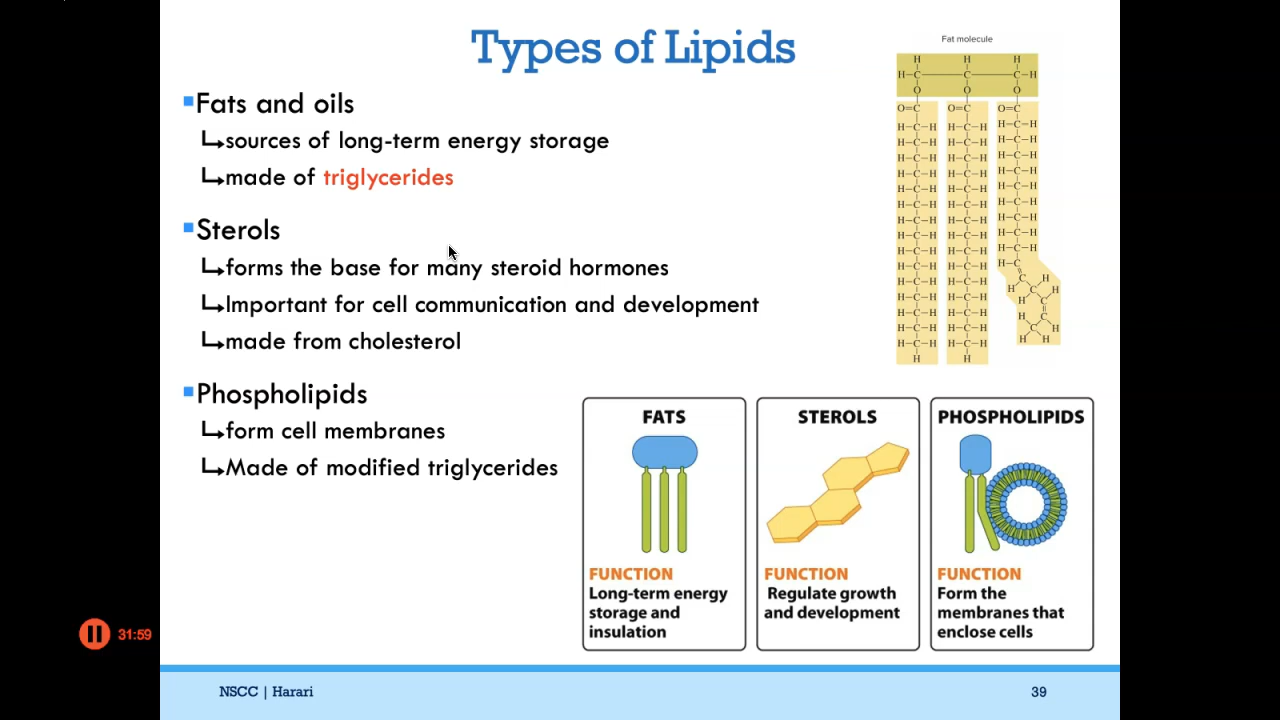 Types of Lipids
Fats and oils
sources of long-term energy storage
made of triglycerides
Sterols
forms the base for many steroid hormones
Important for cell communication and development
made from cholesterol
Phospholipids
form cell membranes
Made of modified triglycerides
Fat molecule
FATS
FUNCTION
Long-term energy
storage and
insulation
STEROLS
FUNCTION
Regulate growth
and development
PHOSPHOLIPIDS
FUNCTION
Form the
membranes that
enclose cells
31:59
NSCC | Harari
39